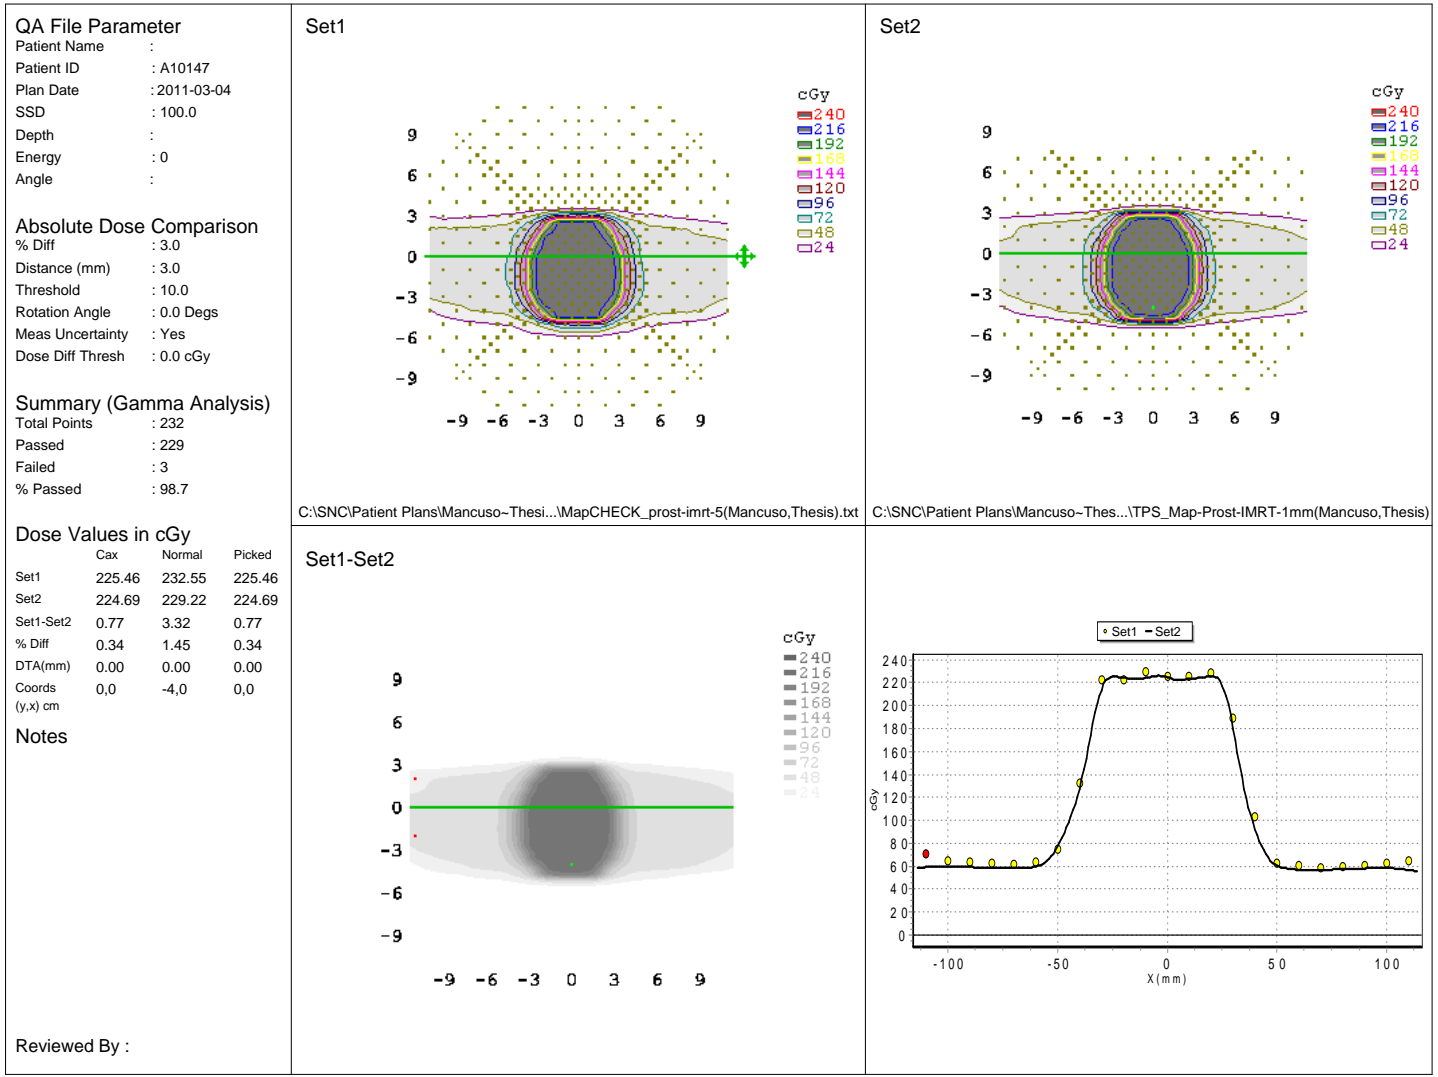 QA File Parameter
Patient Name :
Patient ID : A10147
Plan Date : 2011-03-04
SSD : 100.0
Depth :
Energy : 0
Angle :
Absolute Dose Comparison
% Diff : 3.0
Distance (mm) : 3.0
Threshold : 10.0
Rotation Angle : 0.0 Degs
Meas Uncertainty : Yes
Dose Diff Thresh : 0.0 cGy
Summary (Gamma Analysis)
Total Points : 232
Passed : 229
Failed : 3
% Passed : 98.7
Dose Values in cGy
Cax Normal Picked
Set1 225.46 232.55 225.46
Set2 224.69 229.22 224.69
Set1-Set2 0.77 3.32 0.77
% Diff 0.34 1.45 0.34
DTA(mm) 0.00 0.00 0.00
Coords 0,0 -4,0 0,0
(y,x) cm
Notes
Reviewed By :
Set1
cGy
240
216
192
168
144
120
96
72
48
24
9
6
3
0
-3
-6
-9
-9 -6 -3 0 3 6 9
C:\SNC\Patient Plans\Mancuso~Thesi...\MapCHECK_prost-imrt-5(Mancuso,Thesis).txt
Set2
cGy
240
216
192
168
144
120
96
72
48
24
9
6
3
0
-3
-6
-9
-9 -6 -3 0 3 6 9
C:\SNC\Patient Plans\Mancuso~Thes...\TPS_Map-Prost-IMRT-1mm(Mancuso,Thesis)
Set1-Set2
cGy
240
216
192
168
144
120
96
72
48
24
9
6
3
0
-3
-6
-9
-9 -6 -3 0 3 6 9
Set1 Set2
240
220
200
180
160
140
120
100
80
60
40
20
0
cGy
-100 -50 0 50 100
X(mm)